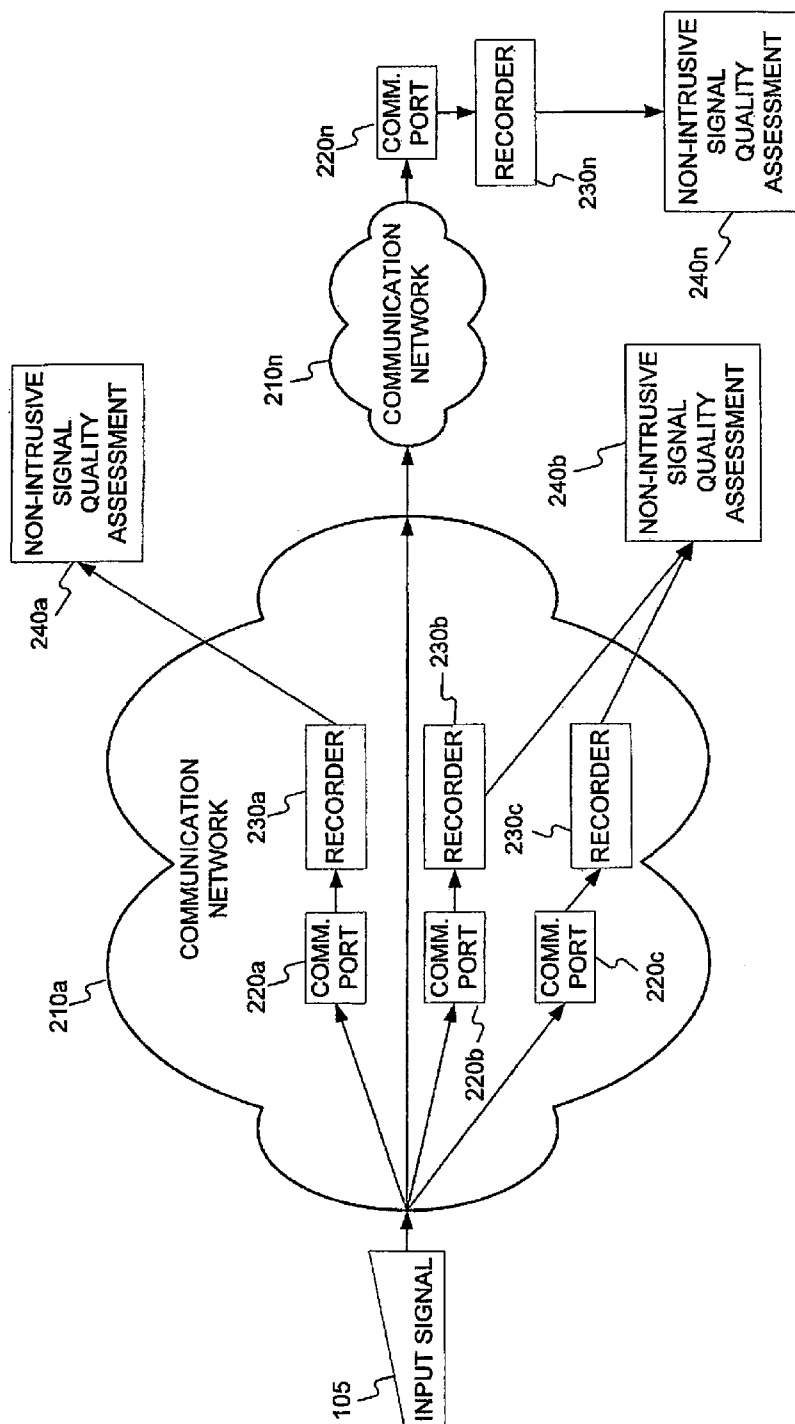 105
INPUT SIGNAL
210a
COMMUNICATION
NETWORK
220a
COMM.
PORT
230a
RECORDER
240a
NON-INTRUSIVE
SIGNAL
QUALITY
ASSESSMENT
220b
COMM.
PORT
230b
RECORDER
220c
COMM.
PORT
230c
RECORDER
240b
NON-INTRUSIVE
SIGNAL
QUALITY
ASSESSMENT
210n
COMMUNICATION
NETWORK
220n
COMM.
PORT
RECORDER
230n
NON-INTRUSIVE
SIGNAL
QUALITY
ASSESSMENT
240n